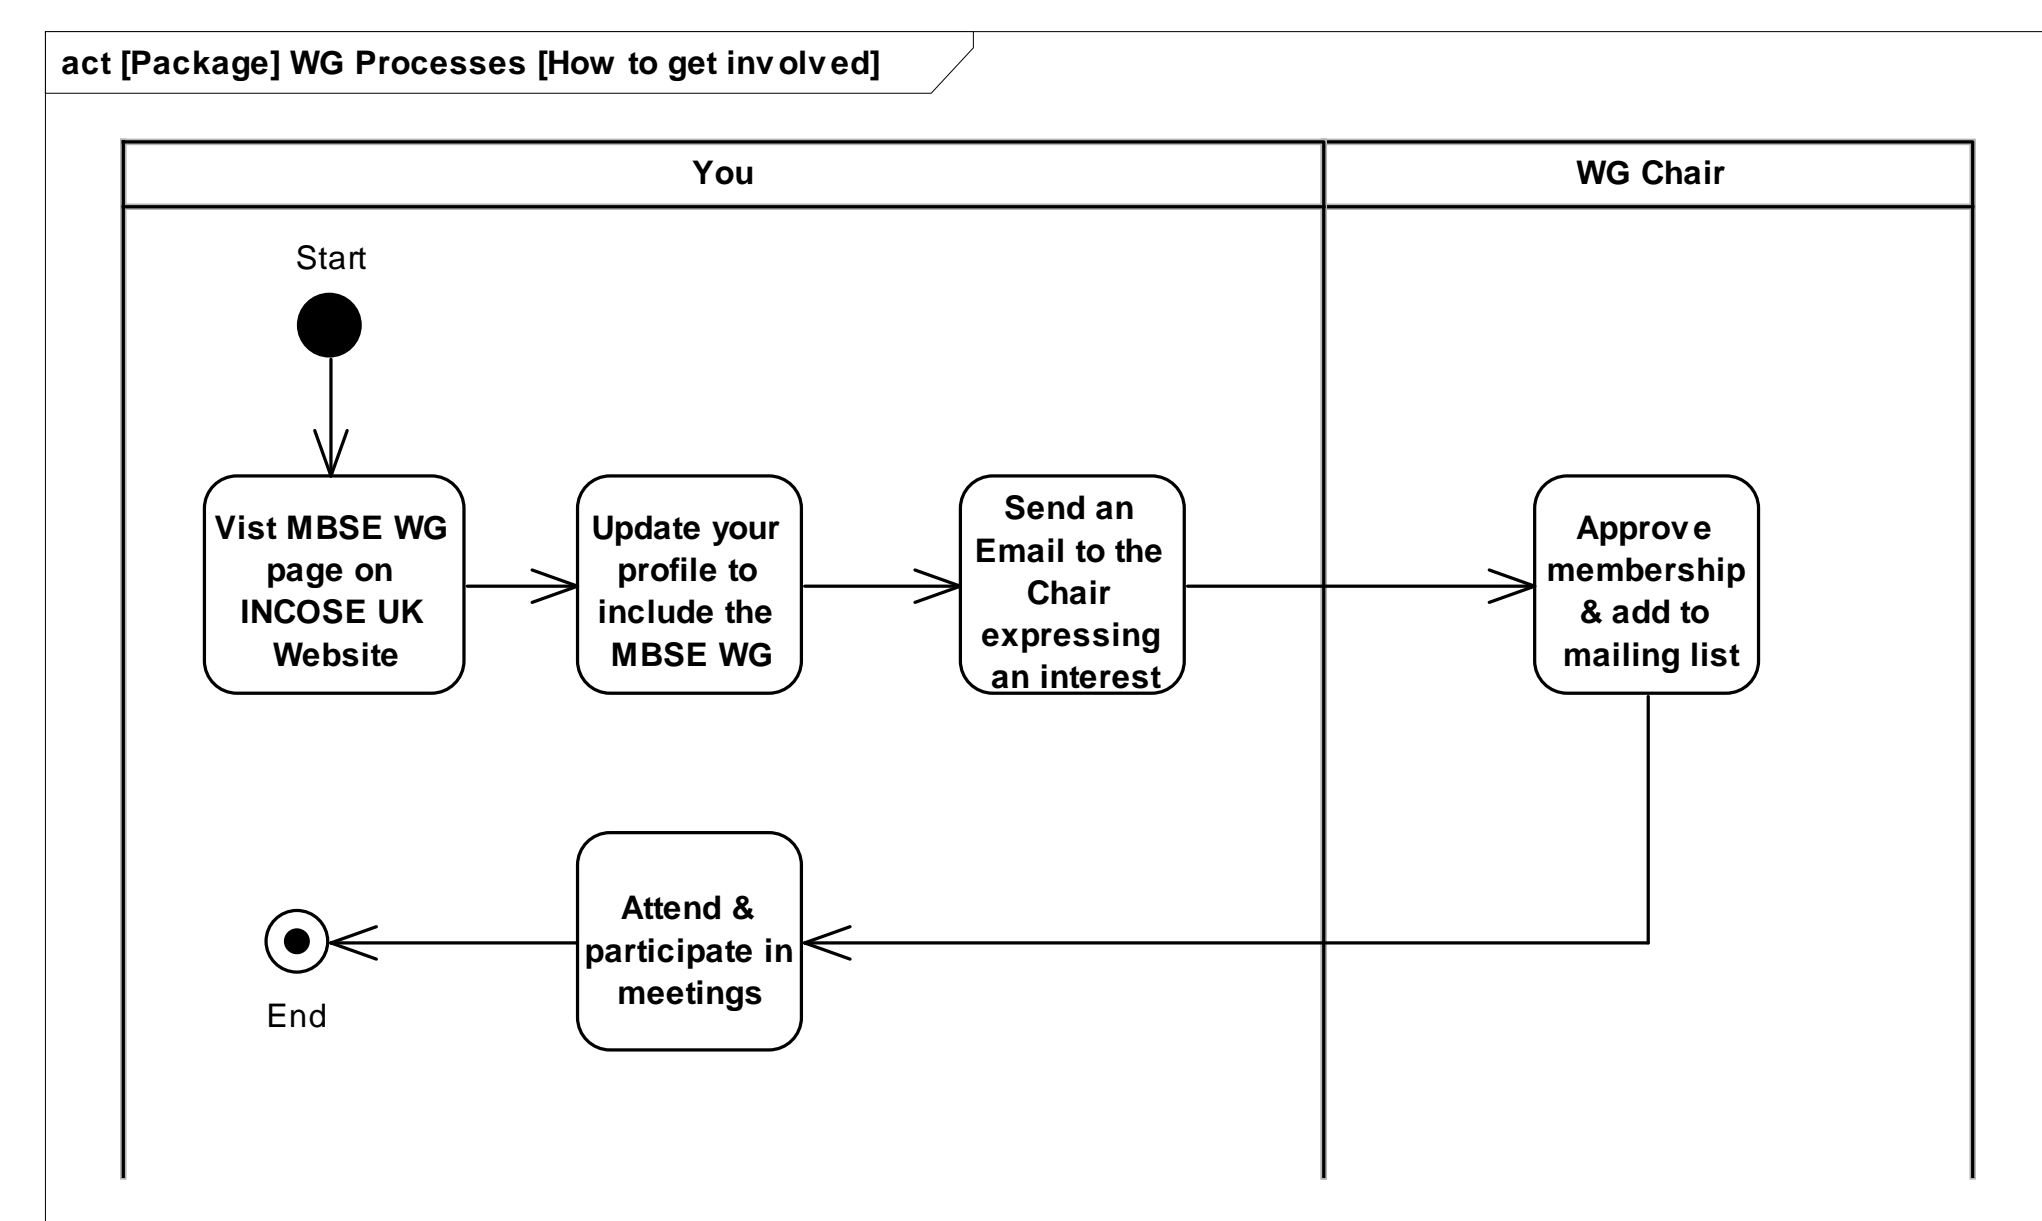 act [Package] WG Processes [How to get involved]
You
WG Chair
Start
Vist MBSE WG
page on
INCOSE UK
Website
Update your
profile to
include the
MBSE WG
Send an
Email to the
Chair
expressing
an interest
Approve
membership
& add to
mailing list
Attend &
participate in
meetings
End